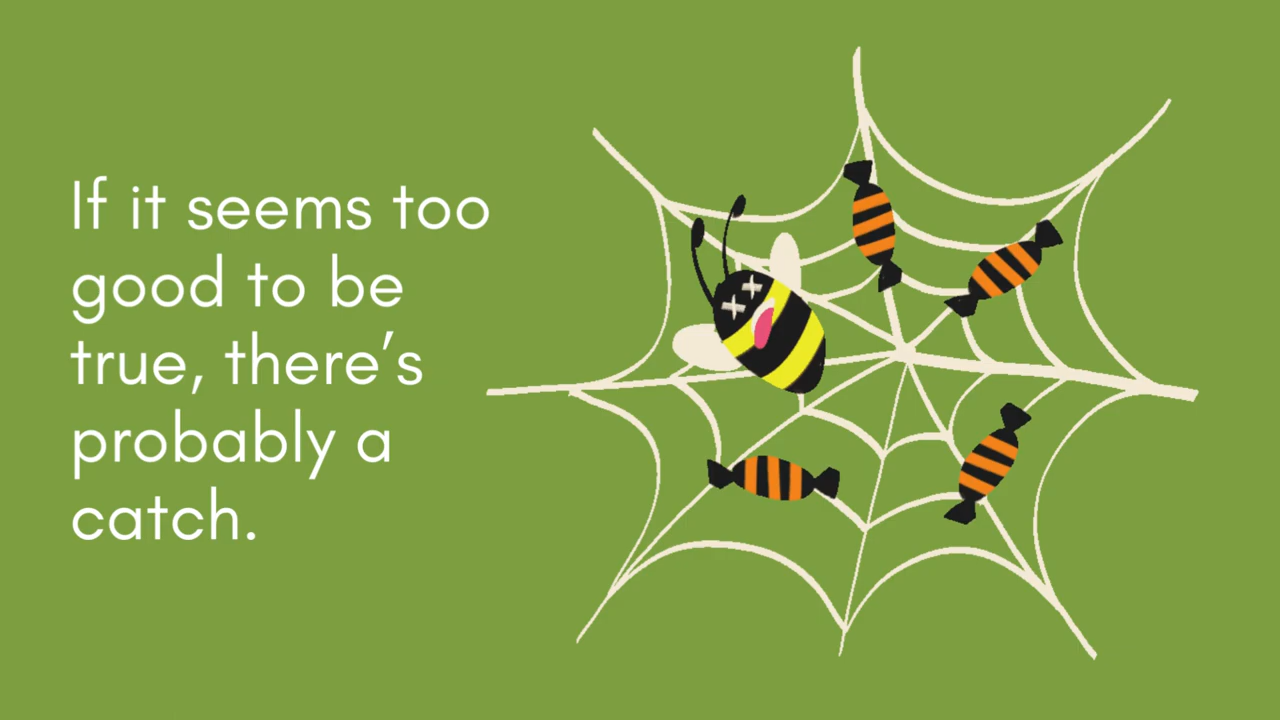 If it seems too
good to be
true, there’s
probably a
catch.